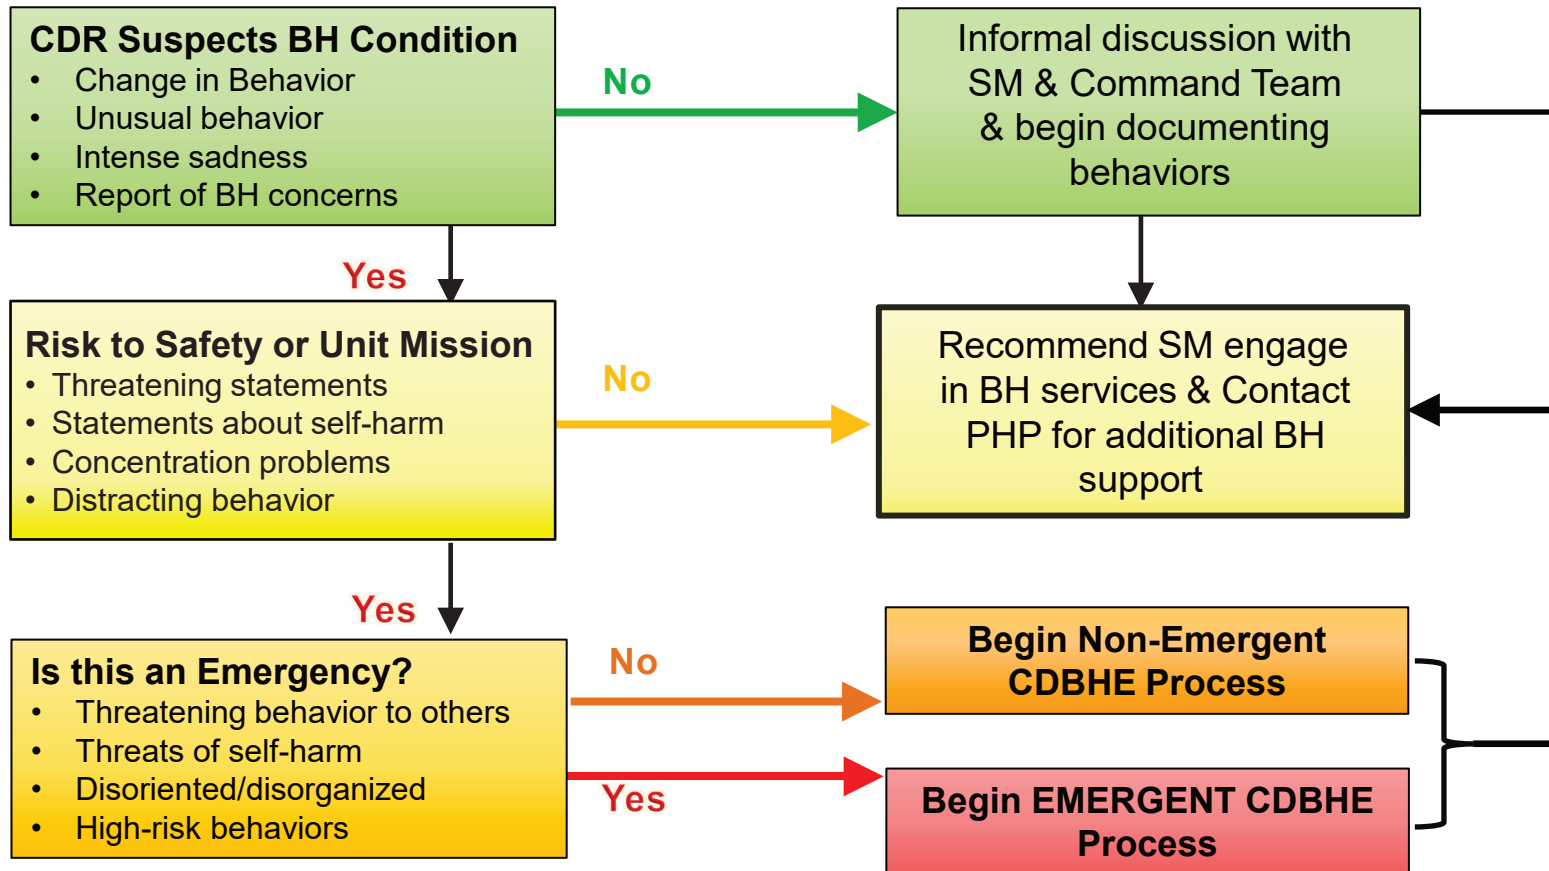 CDR Suspects BH Condition
• Change in Behavior
• Unusual behavior
• Intense sadness
• Report of BH concerns
No
Informal discussion with
SM & Command Team
& begin documenting
behaviors
Yes
Risk to Safety or Unit Mission
• Threatening statements
• Statements about self-harm
• Concentration problems
• Distracting behavior
No
Recommend SM engage
in BH services & Contact
PHP for additional BH
support
Yes
Is this an Emergency?
• Threatening behavior to others
• Threats of self-harm
• Disoriented/disorganized
• High-risk behaviors
No
Begin Non-Emergent
CDBHE Process
Yes
Begin EMERGENT CDBHE
Process